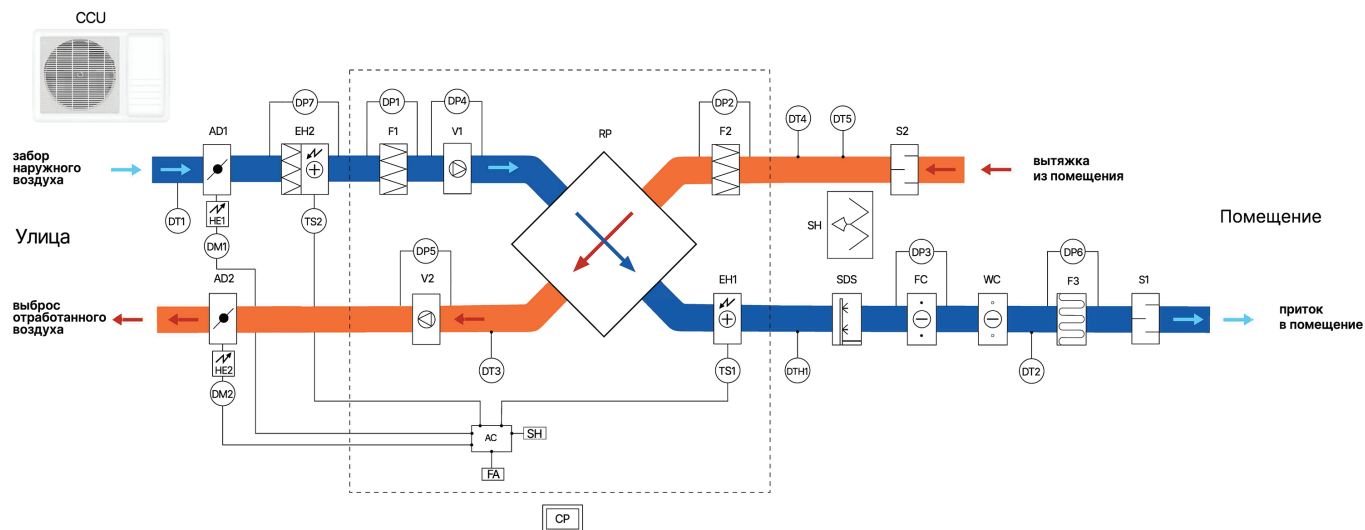 CCU
DP7
DP1
DP4
DP2
DT4
DT5
AD1
EH2
F1
V1
RP
F2
S2
забор
наружного
воздуха
вытяжка
из помещения
DT1
HE1
TS2
DM1
SH
Помещение
Улица
DP5
DP3
DP6
AD2
V2
EH1
SDS
FC
WC
F3
S1
выброс
отработанного
воздуха
приток
в помещение
HE2
DM2
DT3
TS1
DTH1
DT2
AC
SH
FA
CP